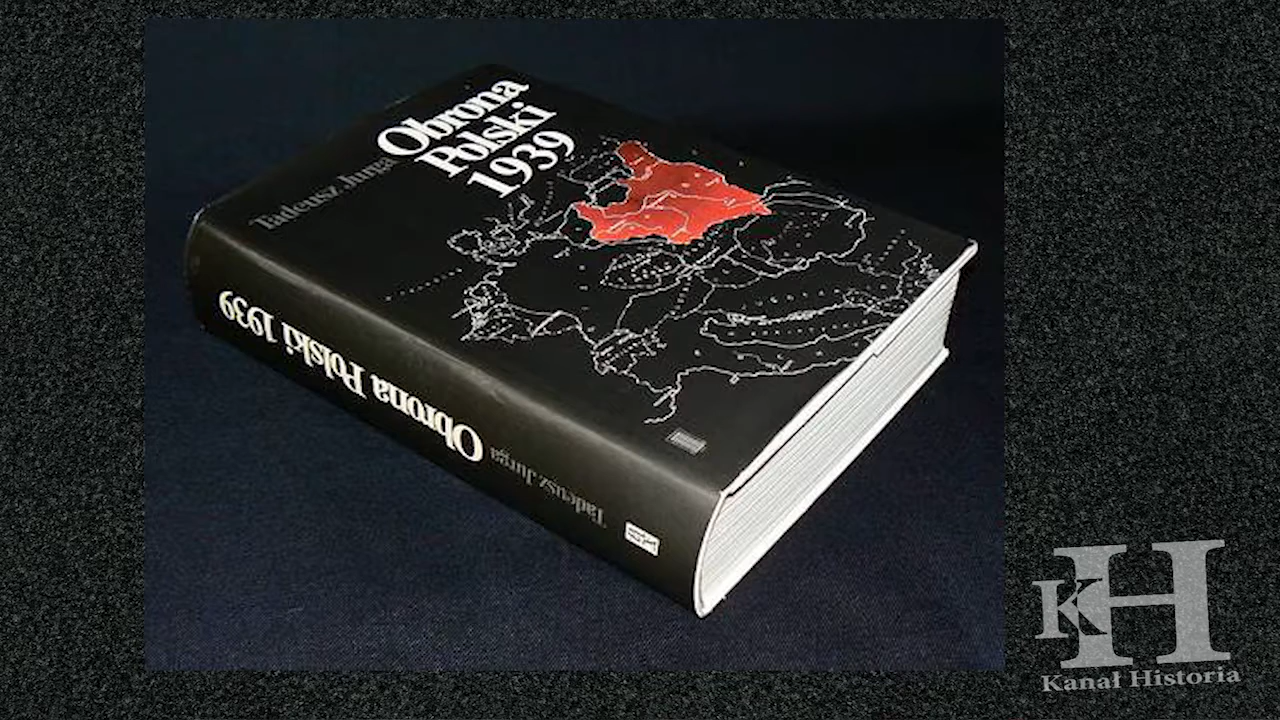 Obrona
Polski
1939
Tadeusz Jurga
Obrona Polski 1939
Tadeusz Jurga
KH
Kanał Historia